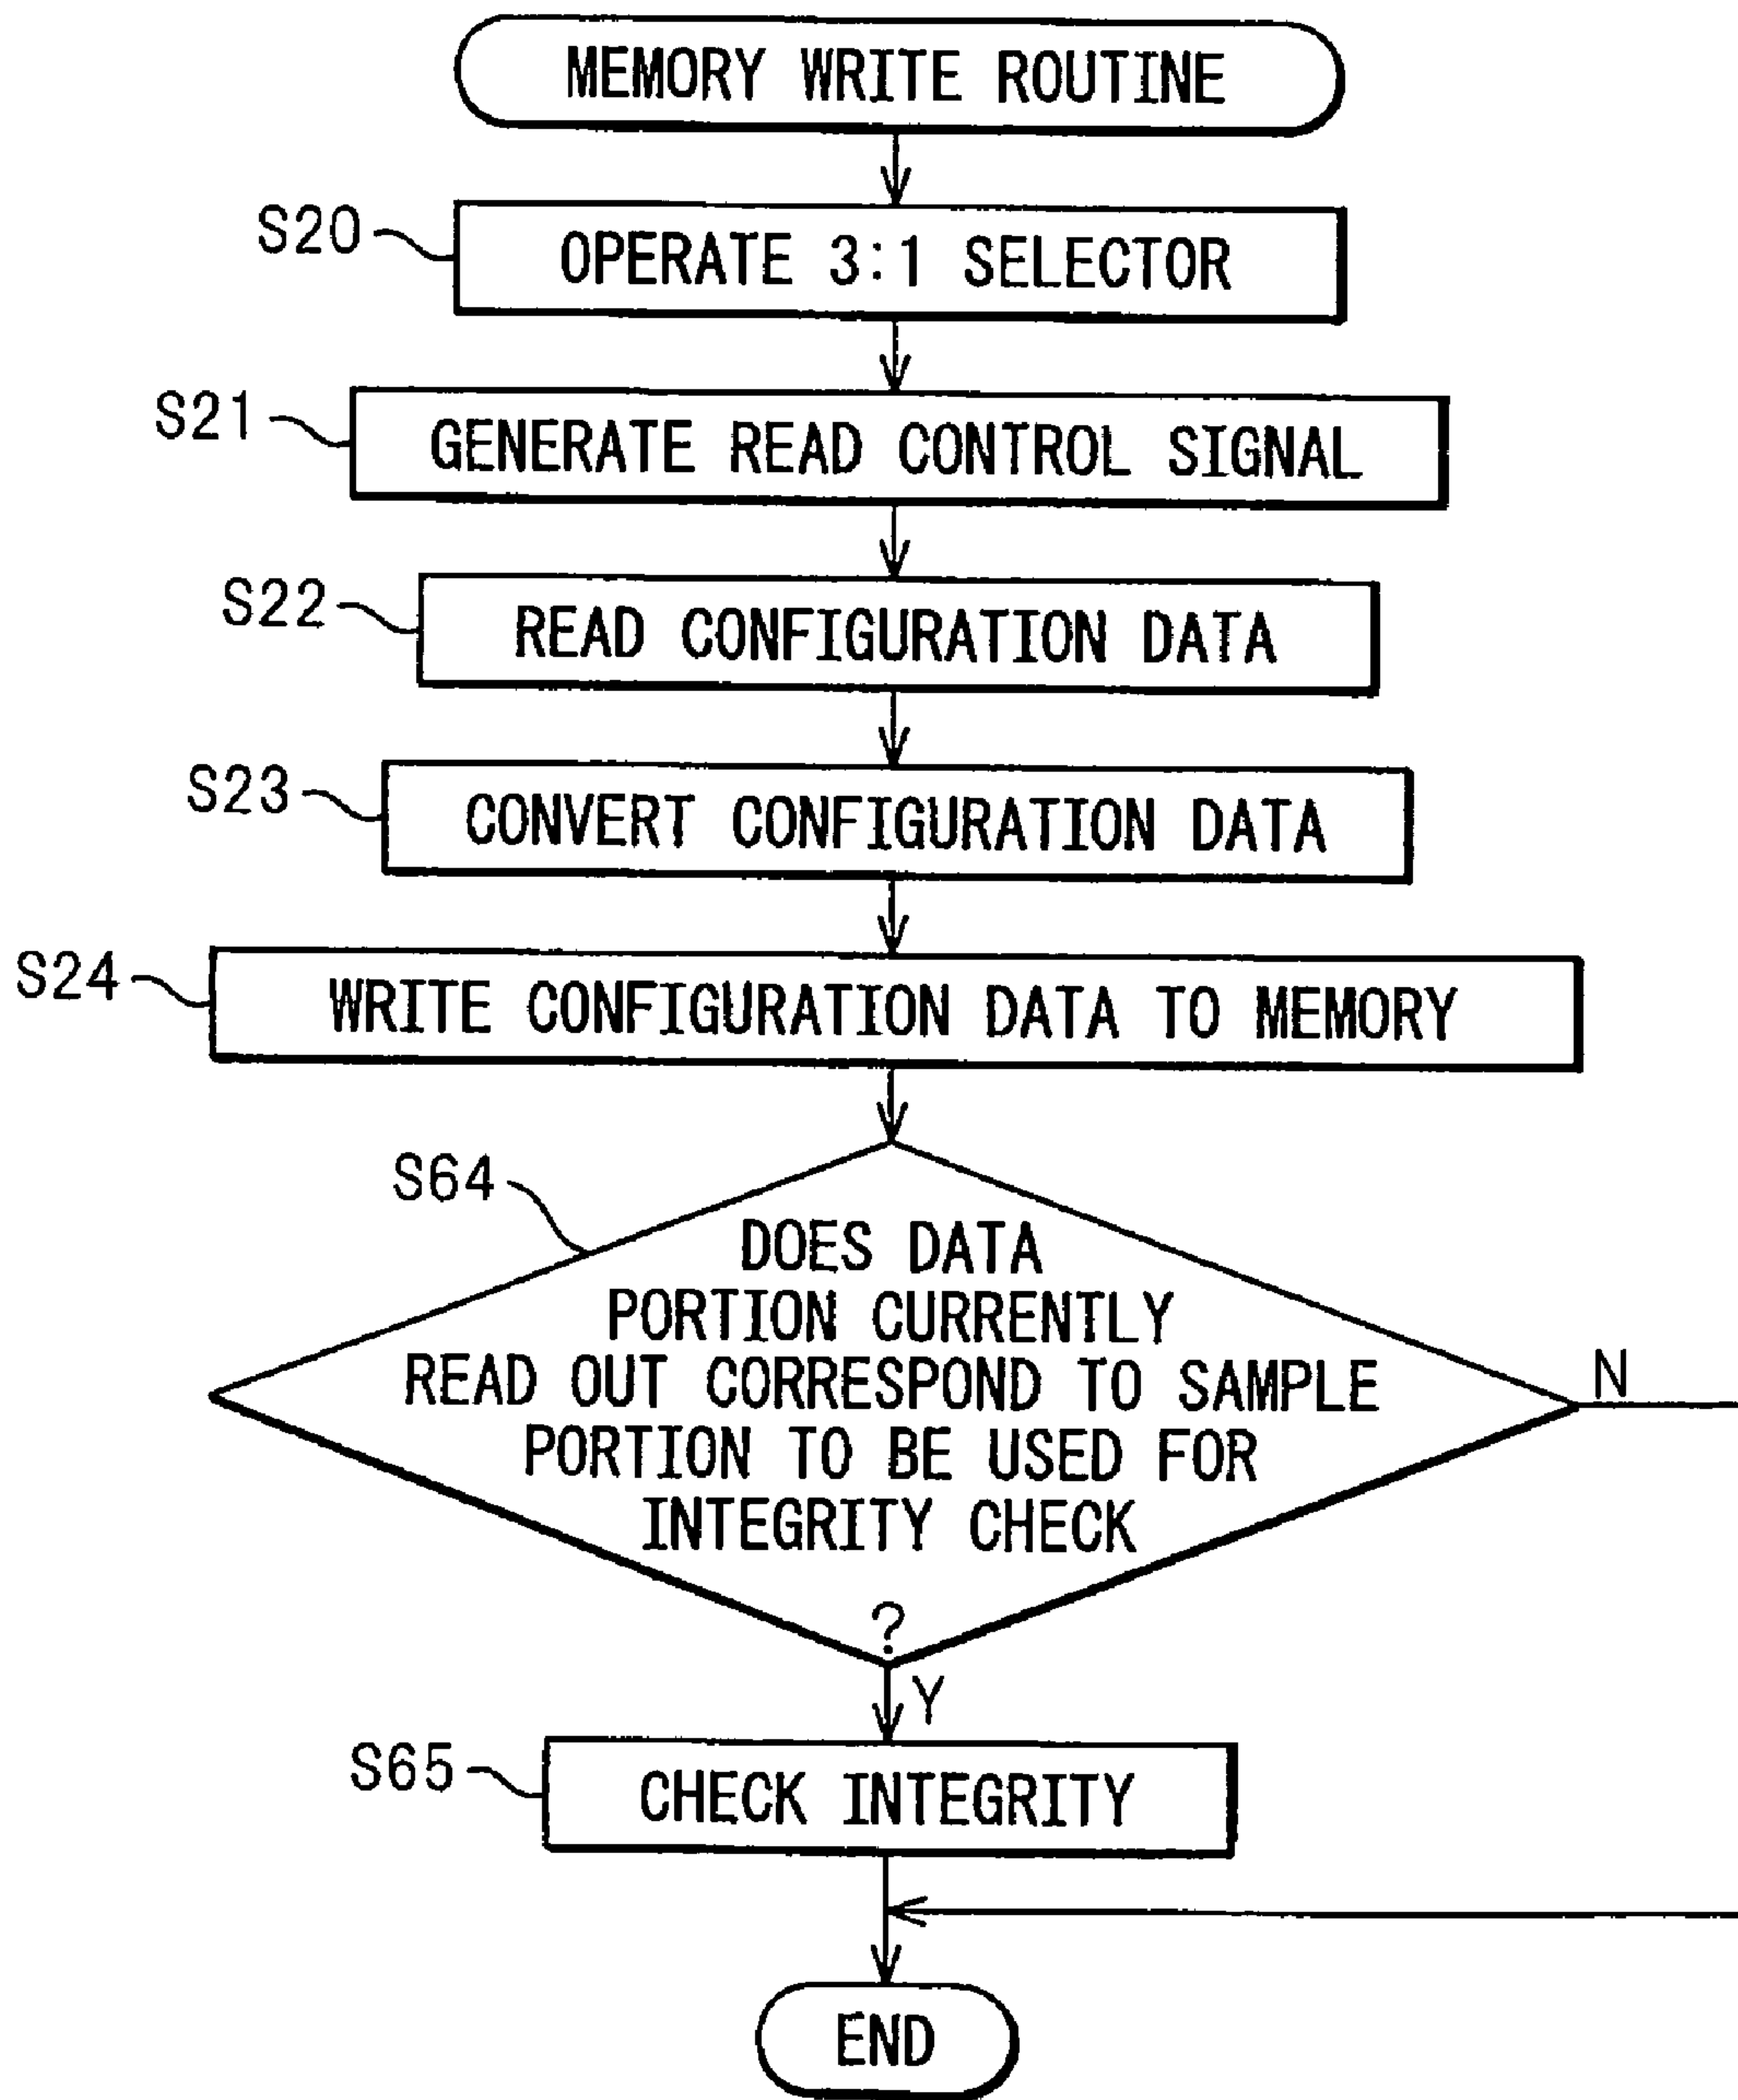 MEMORY WRITE ROUTINE
S20
OPERATE 3:1 SELECTOR
S21
GENERATE READ CONTROL SIGNAL
S22
READ CONFIGURATION DATA
S23
CONVERT CONFIGURATION DATA
S24
WRITE CONFIGURATION DATA TO MEMORY
S64
DOES DATA
PORTION CURRENTLY
READ OUT CORRESPOND TO SAMPLE
N
PORTION TO BE USED FOR
INTEGRITY CHECK
?
Y
S65
CHECK INTEGRITY
END